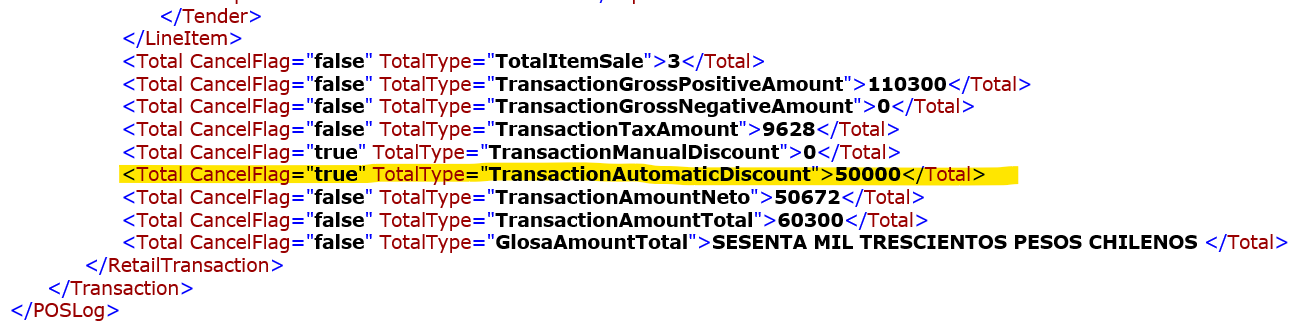 </Tender>
</LineItem>
<Total CancelFlag="false" TotalType="TotalItemSale">3</Total>
<Total CancelFlag="false" TotalType="TransactionGrossPositiveAmount">110300</Total>
<Total CancelFlag="false" TotalType="TransactionGrossNegativeAmount">0</Total>
<Total CancelFlag="false" TotalType="TransactionTaxAmount">9628</Total>
<Total CancelFlag="true" TotalType="TransactionManualDiscount">0</Total>
<Total CancelFlag="true" TotalType="TransactionAutomaticDiscount">50000</Total>
<Total CancelFlag="false" TotalType="TransactionAmountNeto">50672</Total>
<Total CancelFlag="false" TotalType="TransactionAmountTotal">60300</Total>
<Total CancelFlag="false" TotalType="GlosaAmountTotal">SESENTA MIL TRESCIENTOS PESOS CHILENOS </Total>
</RetailTransaction>
</Transaction>
</POSLog>